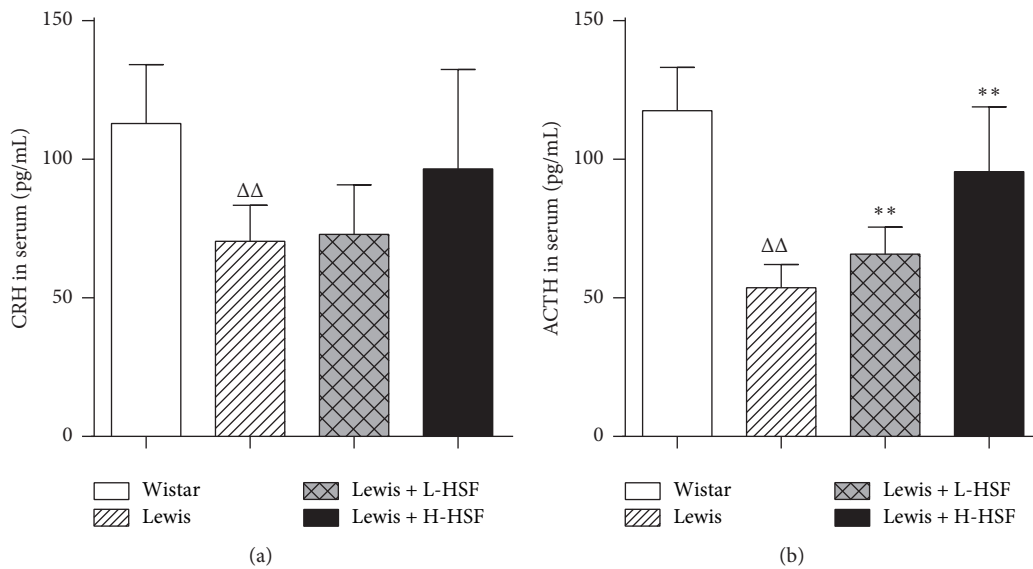 150
100
50
0
CRH in serum (pg/mL)
ΔΔ
Wistar
Lewis
Lewis + L-HSF
Lewis + H-HSF
(a)
150
100
50
0
ACTH in serum (pg/mL)
ΔΔ
**
**
Wistar
Lewis
Lewis + L-HSF
Lewis + H-HSF
(b)